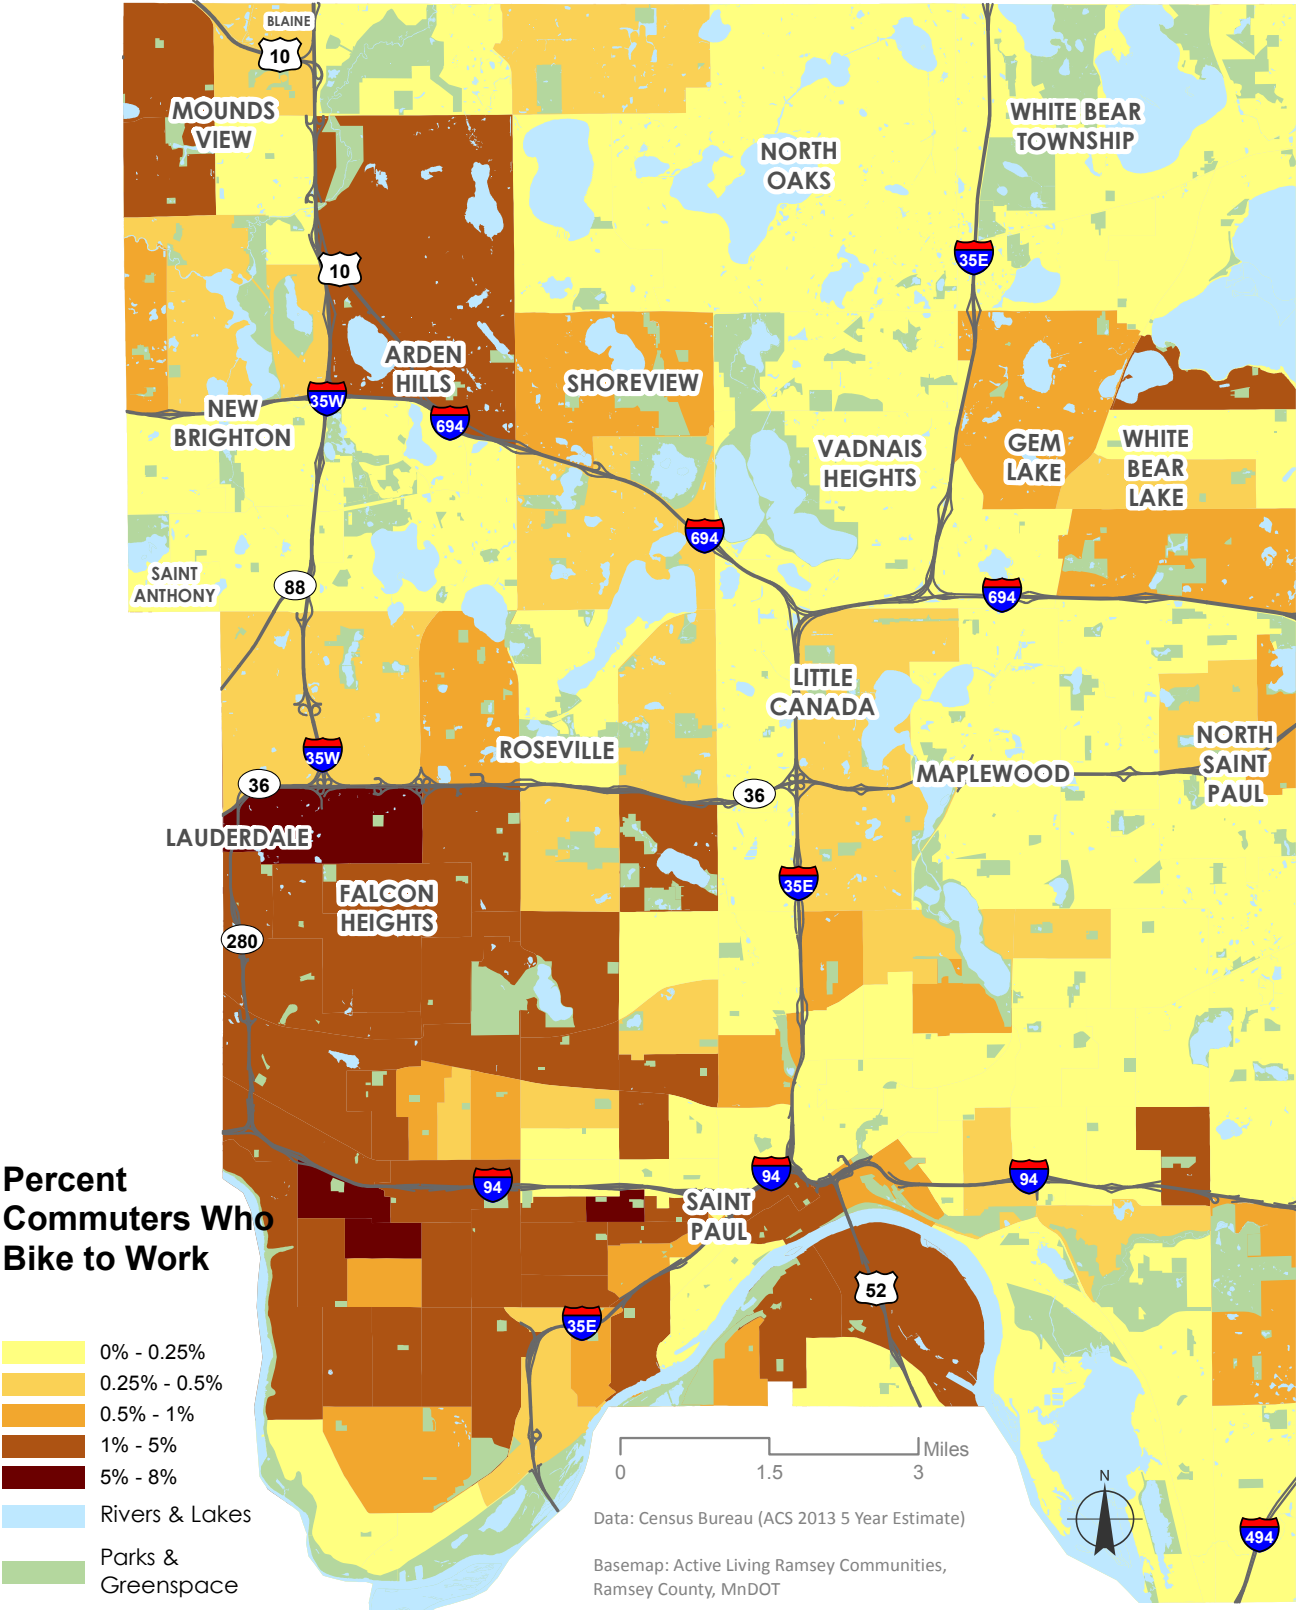 BLAINE
10
MOUNDS
VIEW
WHITE BEAR
TOWNSHIP
NORTH
OAKS
35E
10
ARDEN
HILLS
SHOREVIEW
35W
NEW
BRIGHTON
694
VADNAIS
HEIGHTS
GEM
LAKE
WHITE
BEAR
LAKE
694
SAINT
ANTHONY
88
694
LITTLE
CANADA
35W
ROSEVILLE
NORTH
SAINT
PAUL
MAPLEWOOD
36
36
LAUDERDALE
35E
FALCON
HEIGHTS
280
94
94
94
SAINT
PAUL
52
35E
Percent
Commuters Who
Bike to Work
0% - 0.25%
0.25% - 0.5%
0.5% - 1%
1% - 5%
5% - 8%
Rivers & Lakes
Parks &
Greenspace
Miles
0 1.5 3
N
494
Data: Census Bureau (ACS 2013 5 Year Estimate)
Basemap: Active Living Ramsey Communities,
Ramsey County, MnDOT